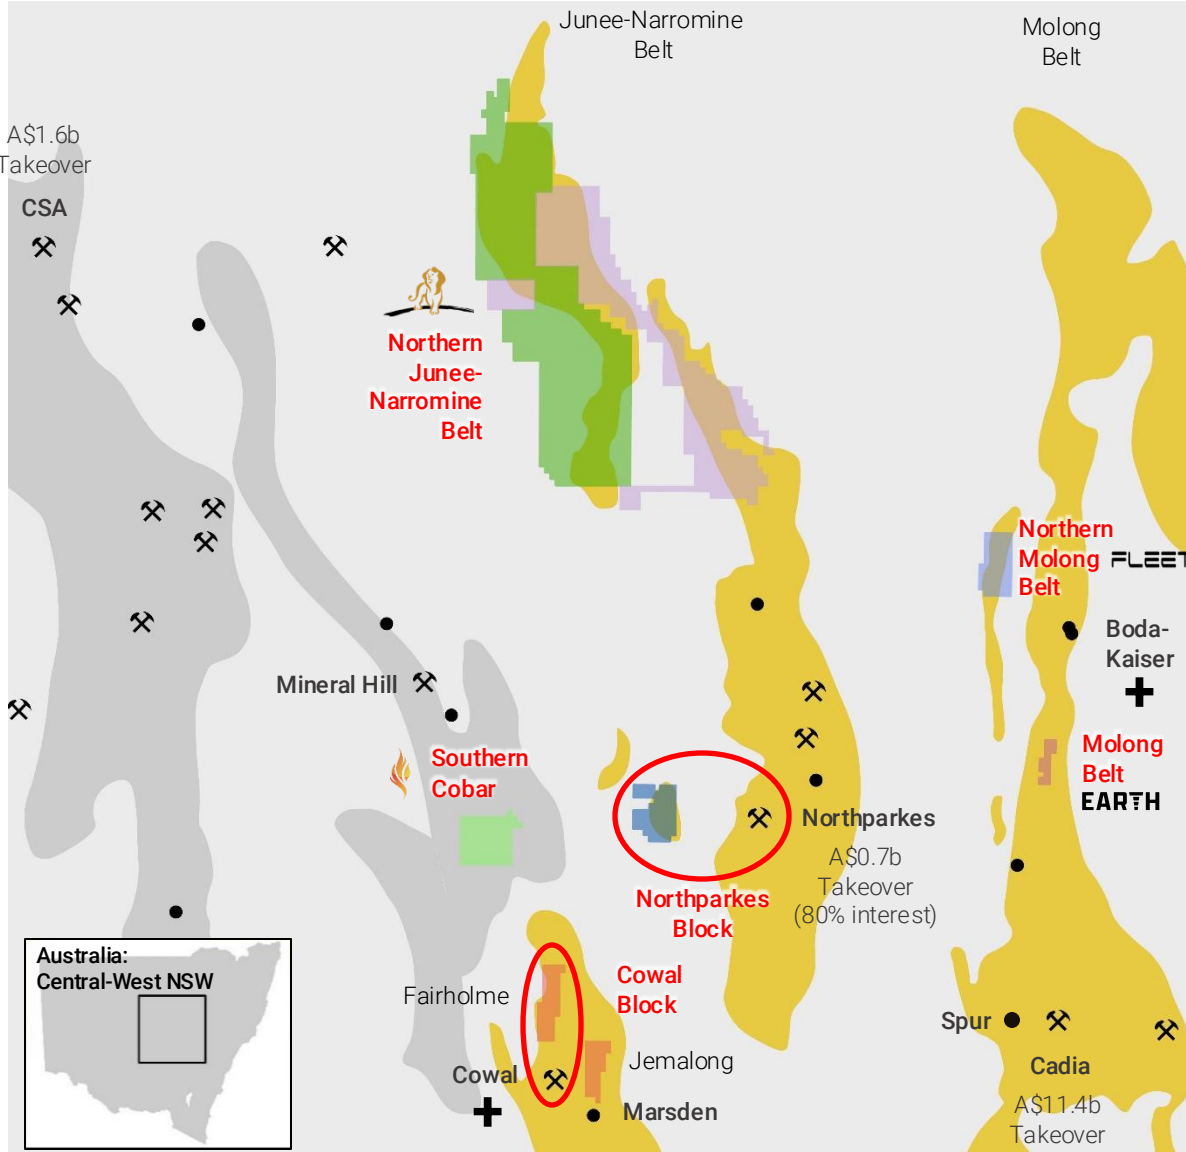 Junee-Narromine
Belt
Molong
Belt
A$1.6b
Takeover
CSA
Northern
Junee-
Narromine
Belt
Northern
Molong
Belt
FLEET
Boda-
Kaiser
Mineral Hill
Southern
Cobar
Molong
Belt
EARTH
Northparkes
A$0.7b
Takeover
(80% interest)
Northparkes
Block
Australia:
Central-West NSW
Fairholme
Cowal
Block
Spur
Cadia
A$11.4b
Takeover
Jemalong
Cowal
Marsden